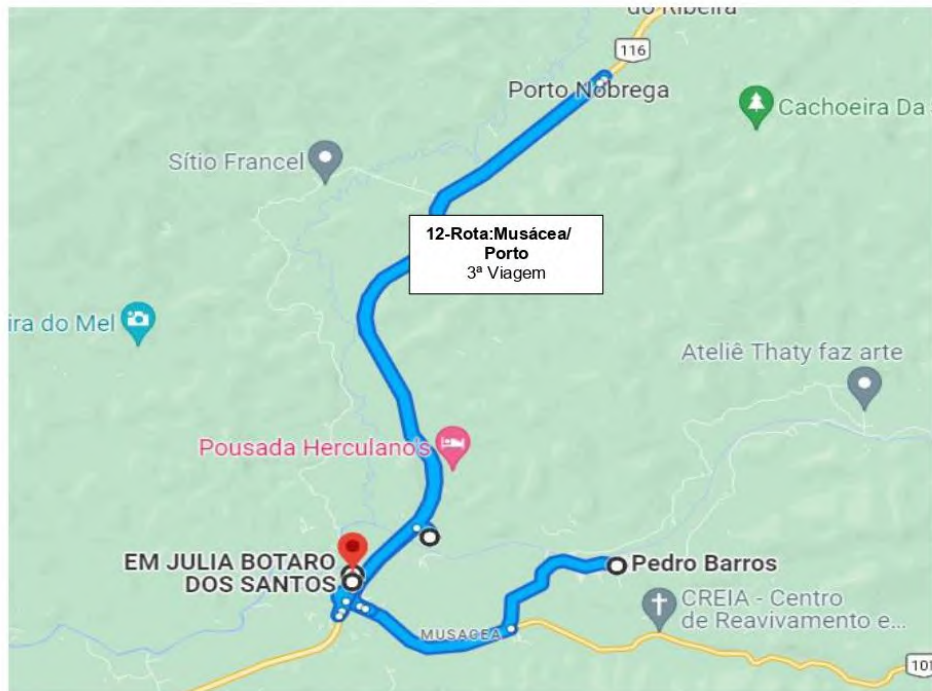 do Ribeira
116
Porto Nobrega
Cachoeira Da
Sítio Francel
12-Rota:Musácea/
Porto
3ª Viagem
ira do Mel
Ateliê Thaty faz arte
Pousada Herculano's
EM JULIA BOTARO
DOS SANTOS
Pedro Barros
CREIA - Centro
de Reavivamento e...
MUSACEA
101